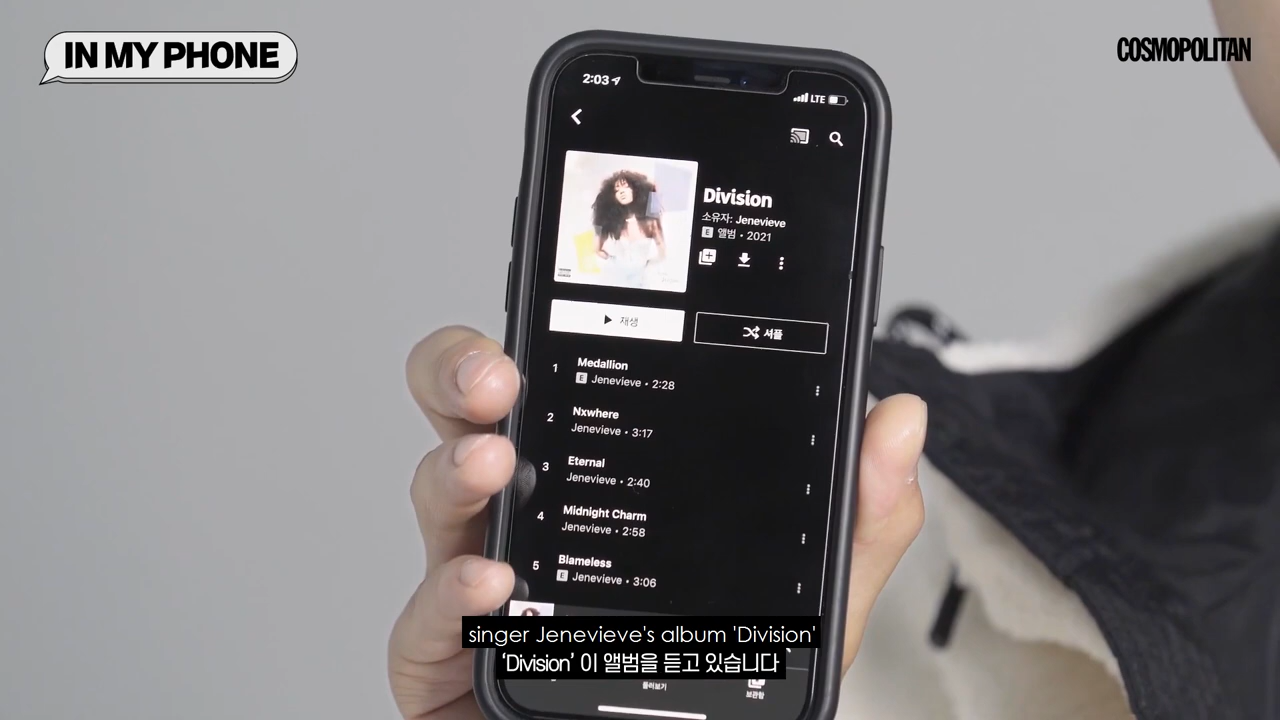 IN MY PHONE
COSMOPOLITAN
2:03
LTE
Division
소유자: Jenevieve
E 앨범 • 2021
재생
셔플
1 Medallion
E Jenevieve • 2:28
2 Nxwhere
Jenevieve • 3:17
3 Eternal
Jenevieve • 2:40
4 Midnight Charm
Jenevieve • 2:58
5 Blameless
E Jenevieve • 3:06
singer Jenevieve's album 'Division'
‘Division’ 이 앨범을 듣고 있습니다
둘러보기
보관함